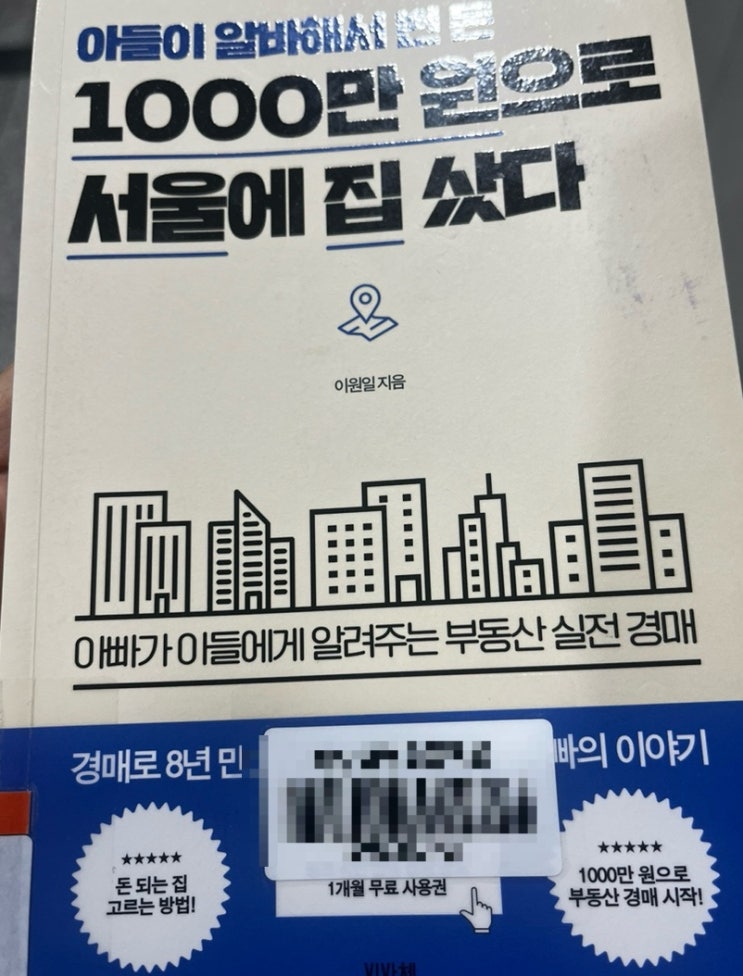 아들이 알바해서 번 돈
1000만 원으로
서울에 집 샀다
이원일 지음
아빠가 아들에게 알려주는 부동산 실전 경매
경매로 8년 만
빠의 이야기
★★★★★
돈 되는 집
고르는 방법!
1개월 무료 사용권
★★★★★
1000만 원으로
부동산 경매 시작!